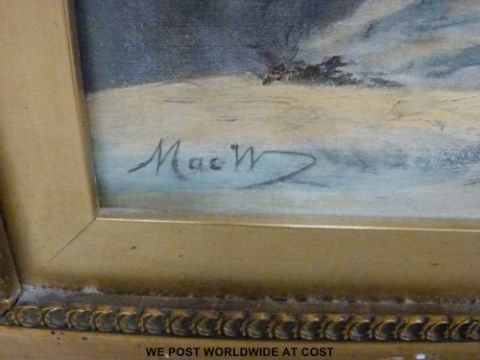 MacW
WE POST WORLDWIDE AT COST